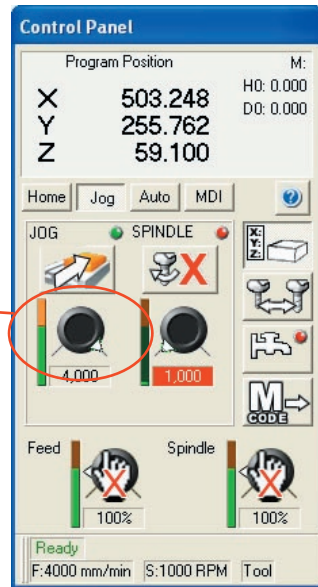 Control Panel
Program Position M:
H0: 0.000
X 503.248
D0: 0.000
Y 255.762
Z 59.100
Home Jog Auto MDI ?
JOG SPINDLE X: Y: Z:
4,000 1,000
M
CODE
Feed Spindle
100% 100%
Ready
F:4000 mm/min S:1000 RPM Tool